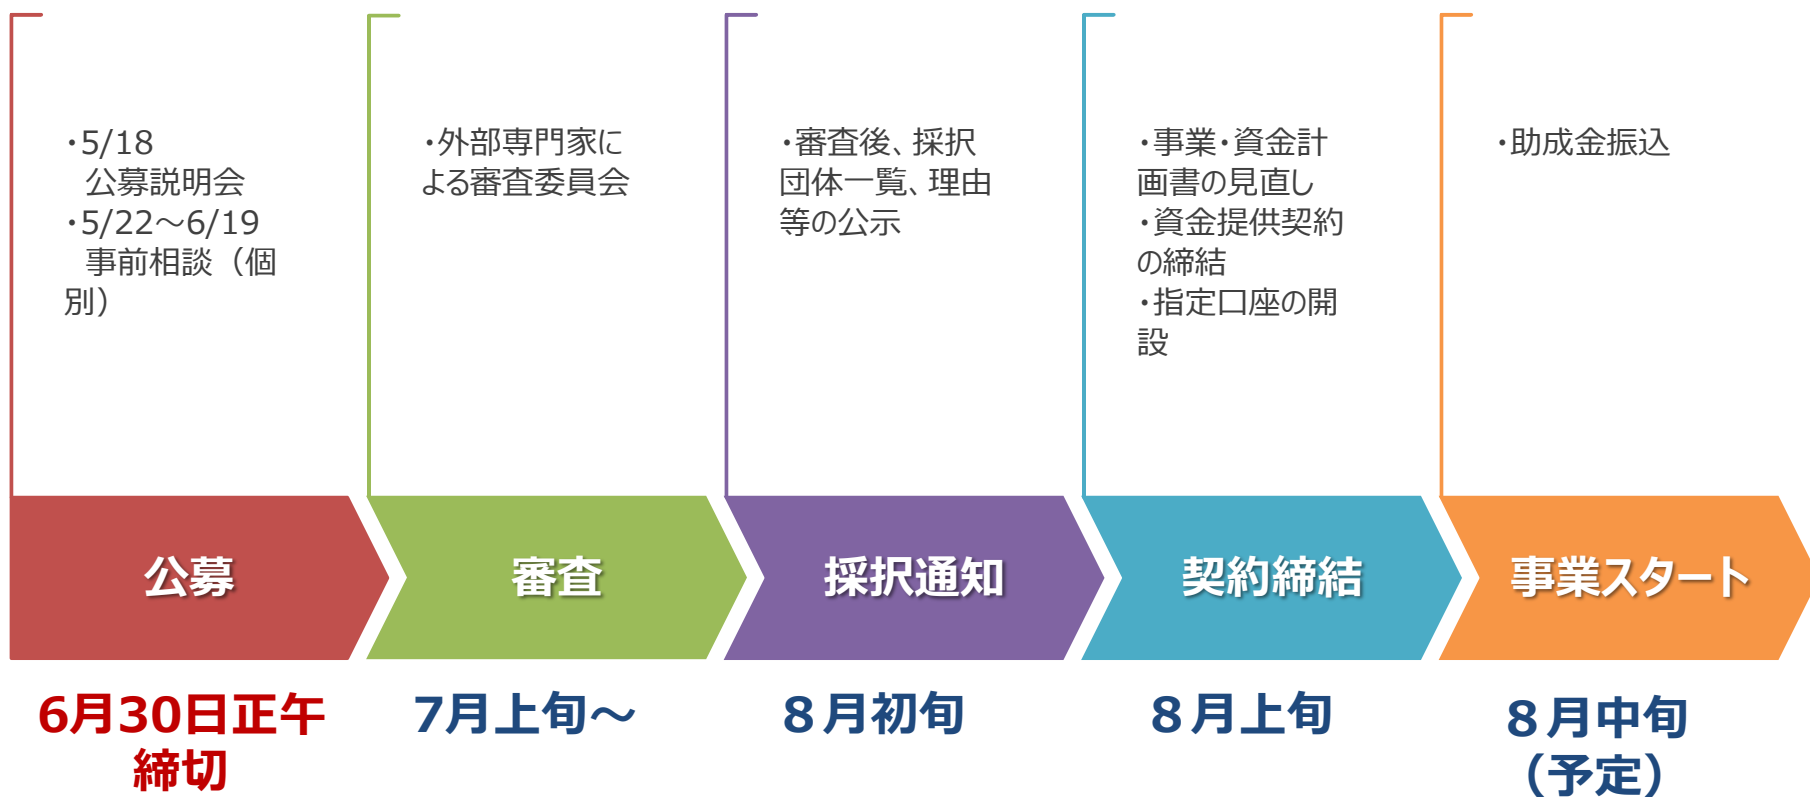 ・5/18
公募説明会
・5/22～6/19
事前相談（個
別）
・外部専門家に
よる審査委員会
・審査後、採択
団体一覧、理由
等の公示
・事業・資金計
画書の見直し
・資金提供契約
の締結
・指定口座の開
設
・助成金振込
公募
審査
採択通知
契約締結
事業スタート
6月30日正午
締切
7月上旬～
８月初旬
８月上旬
８月中旬
（予定）